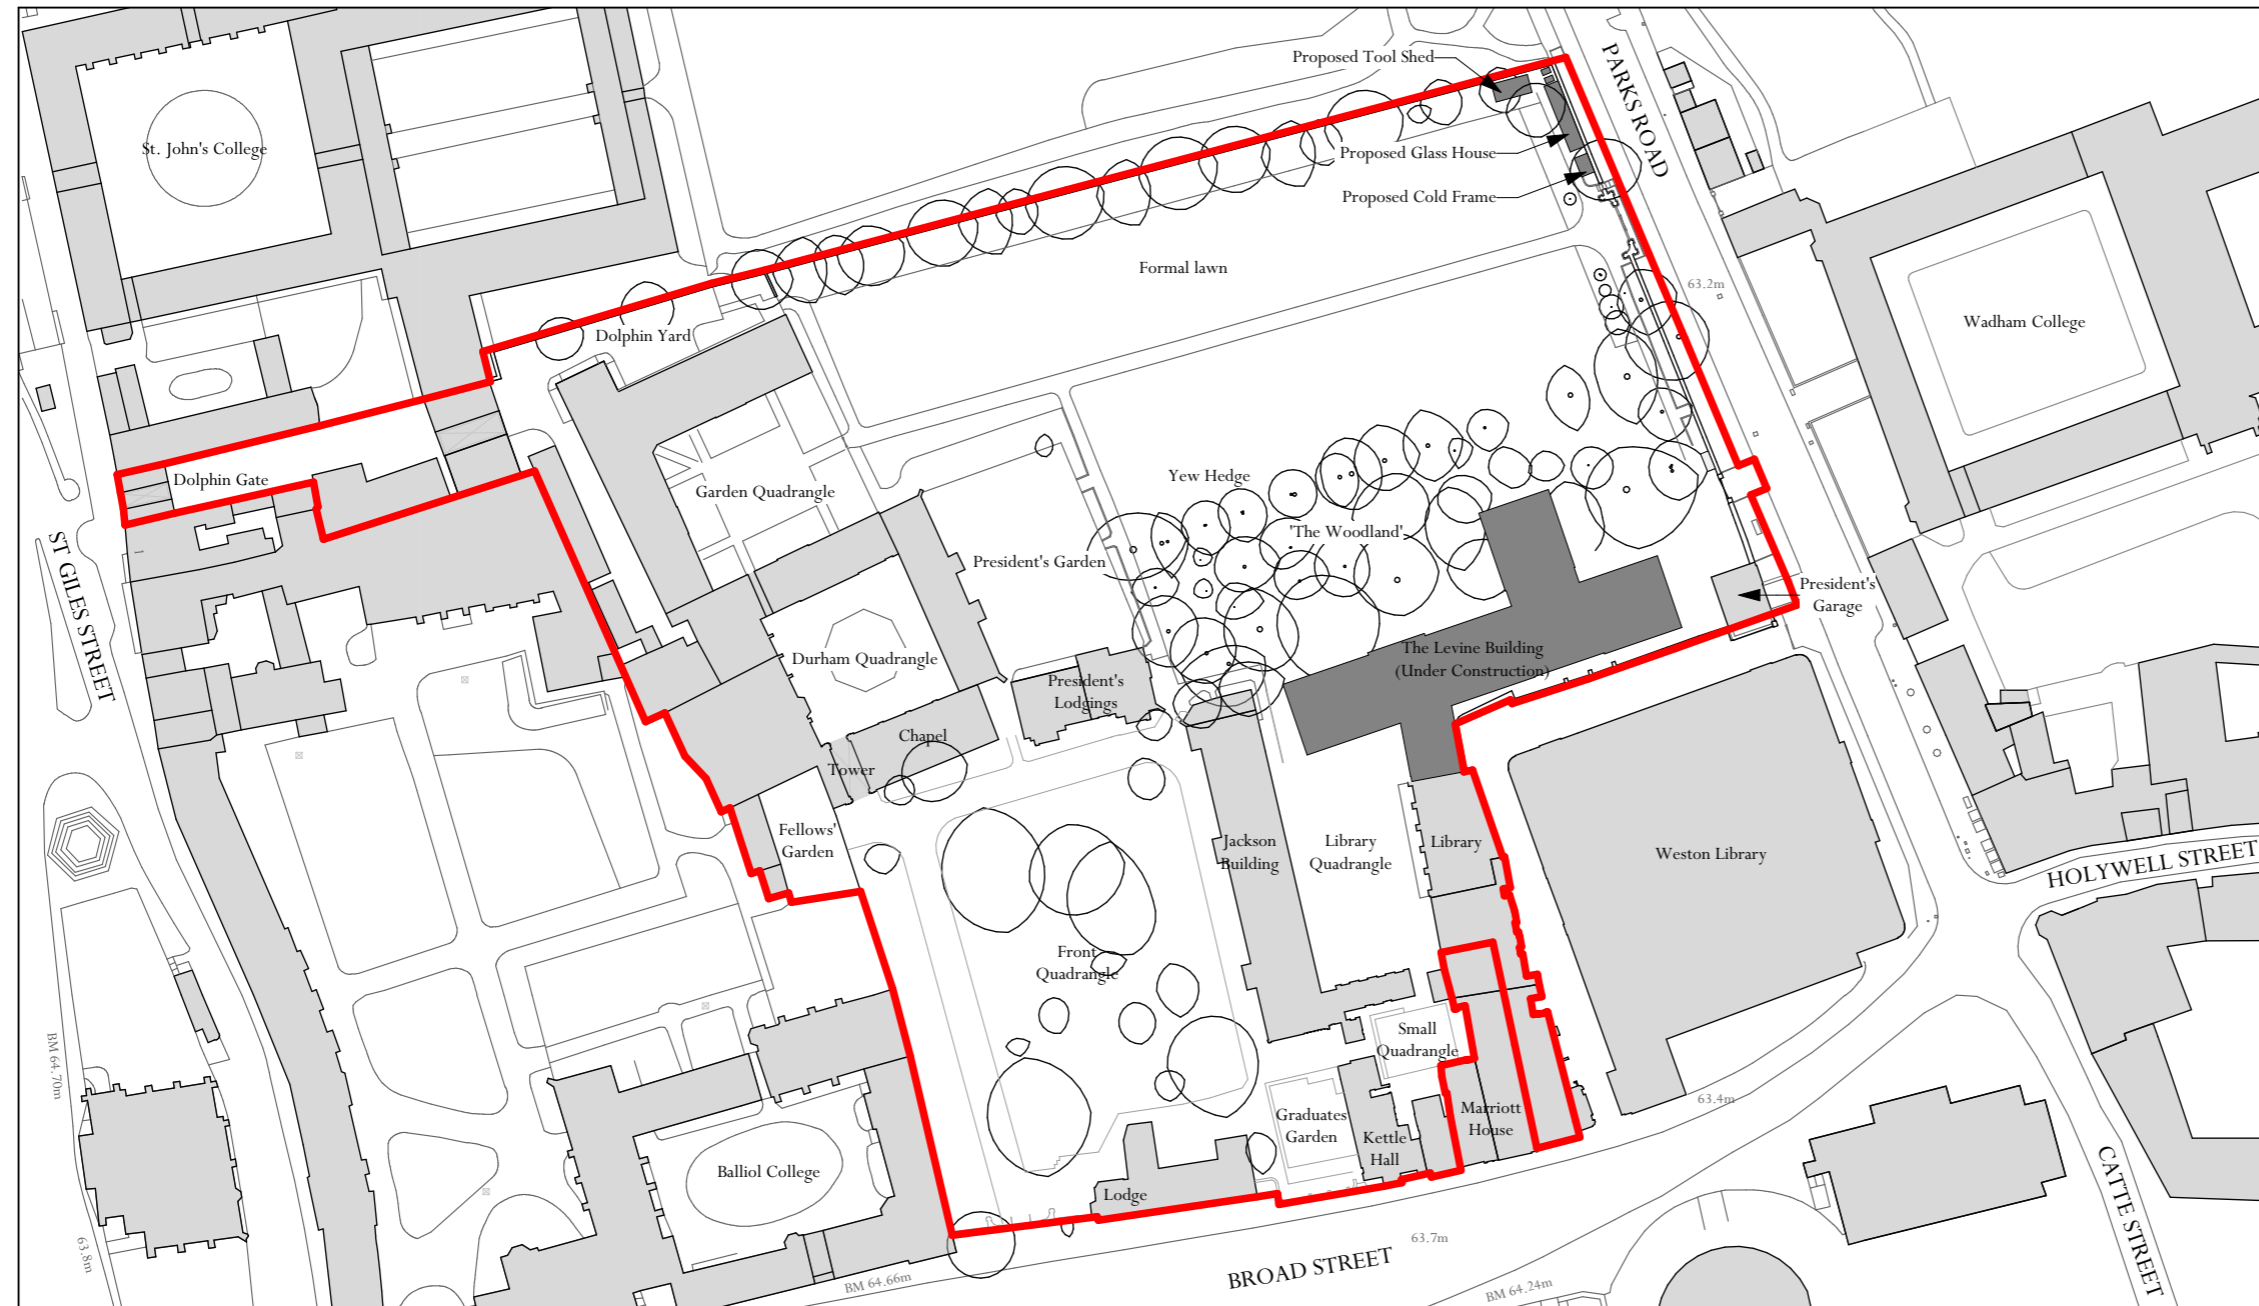 Proposed Tool Shed
PARKS ROAD
St. John's College
Proposed Glass House
Proposed Cold Frame
Formal lawn
63.2m
Wadham College
Dolphin Yard
Dolphin Gate
Garden Quadrangle
Yew Hedge
'The Woodland'
ST GILES STREET
President's Garden
President's
Garage
Durham Quadrangle
The Levine Building
(Under Construction)
President's
Lodgings
Chapel
Tower
Fellows'
Garden
Jackson
Building
Library
Quadrangle
Library
Weston Library
HOLYWELL STREET
Front
Quadrangle
BM 64.70m
Small
Quadrangle
63.4m
Graduates
Garden
Marriott
House
Kettle
Hall
Balliol College
Lodge
CATTE STREET
63.8m
63.7m
BROAD STREET
BM 64.66m
BM 64.24m